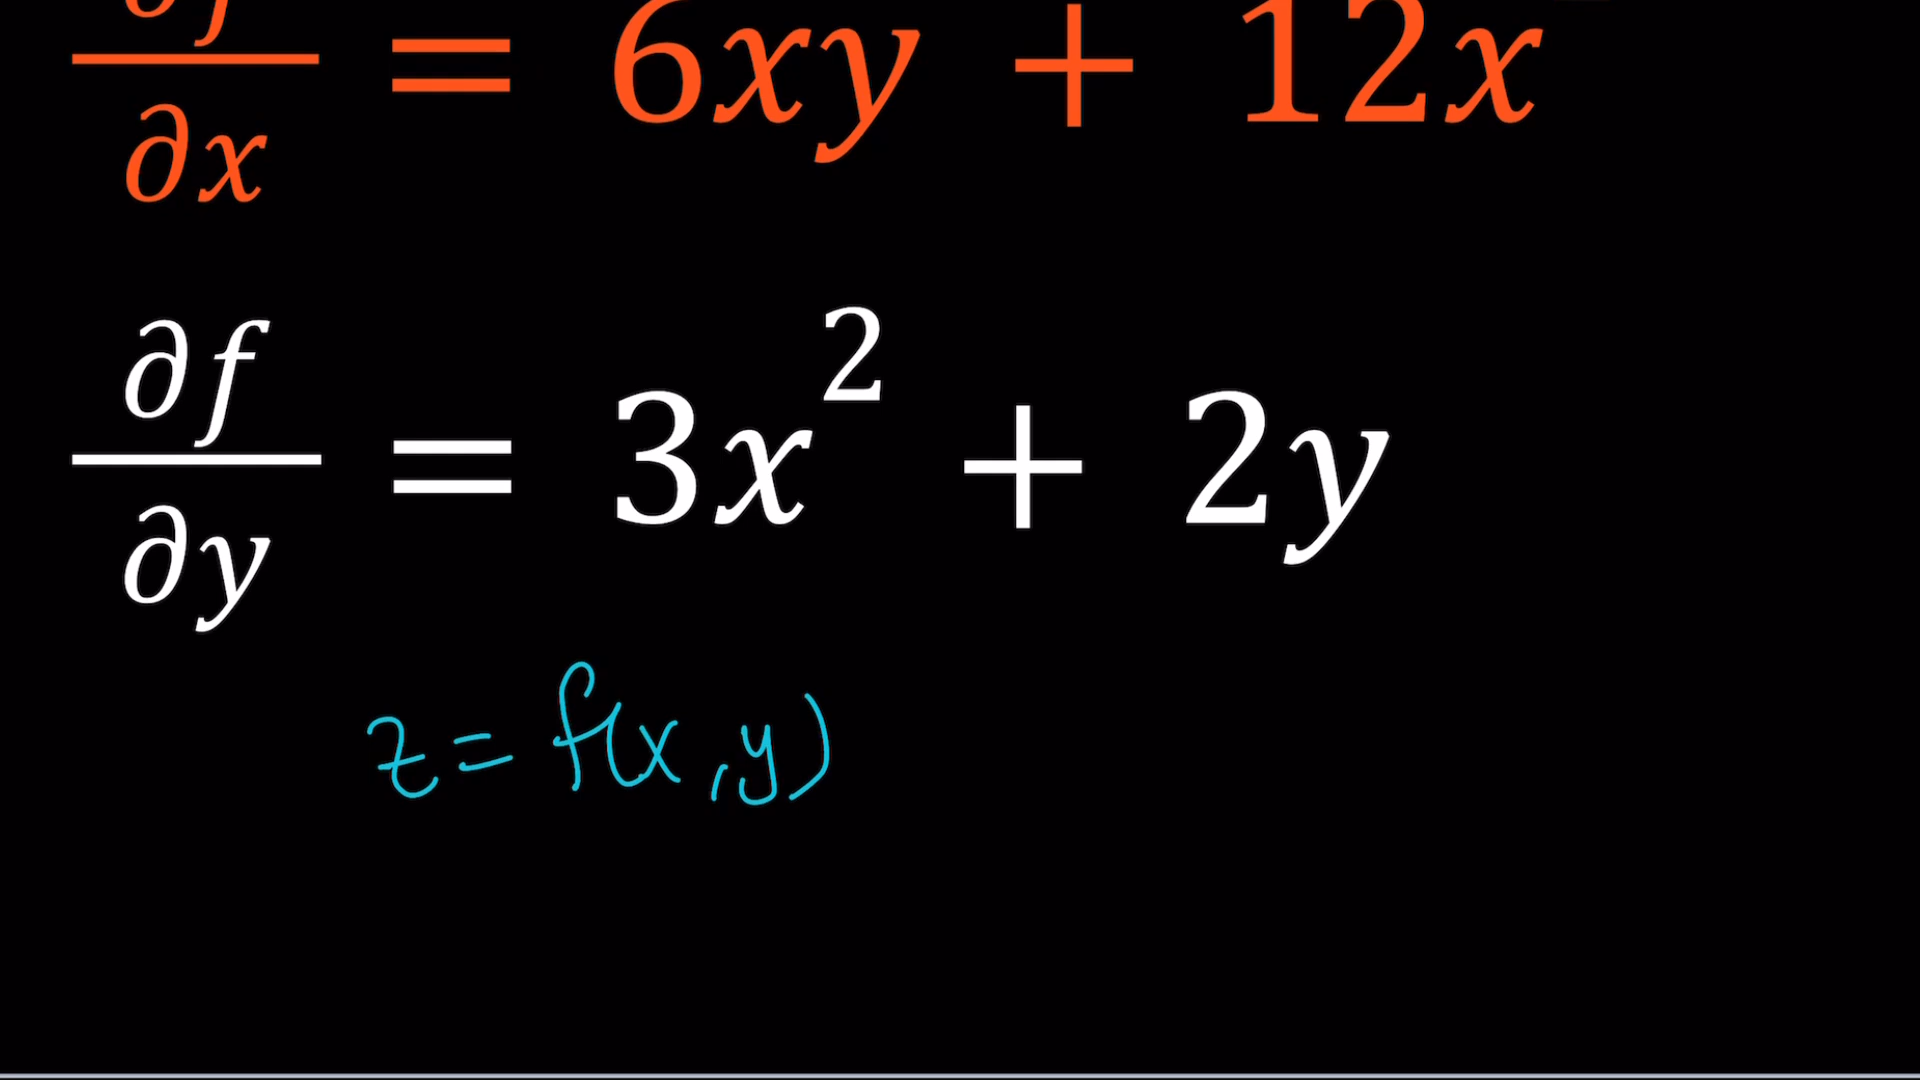 ∂f/∂x = 6xy + 12x
∂f/∂y = 3x² + 2y
z = f(x,y)